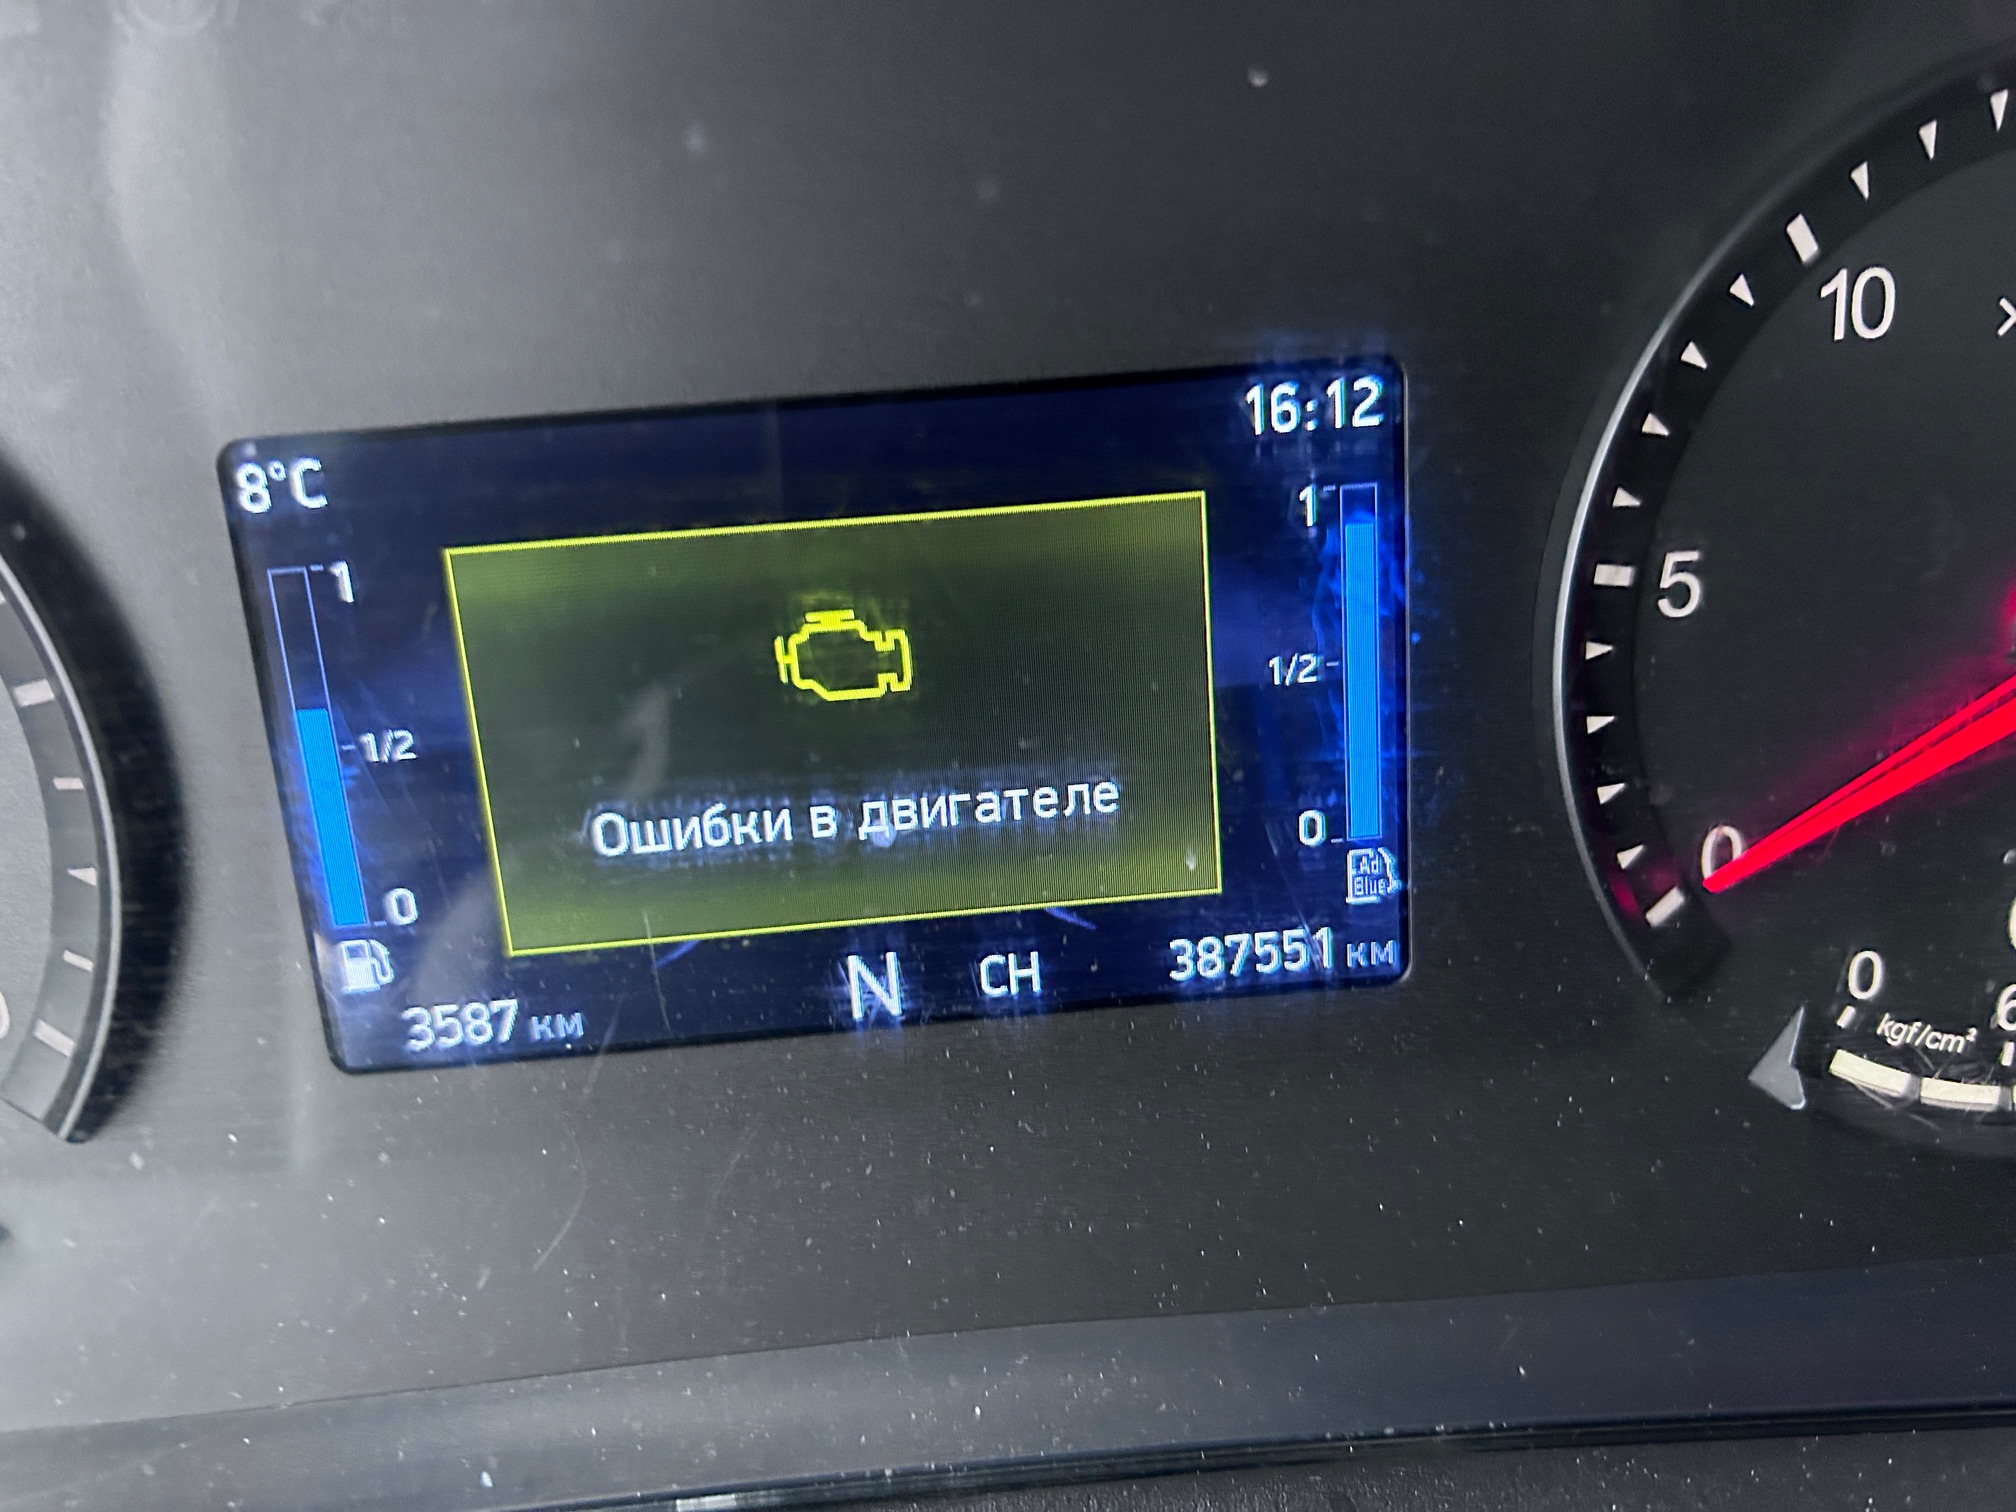 8°C
16:12
1
1/2
0
Ошибки в двигателе
1
1/2
0
Ad
Blue
3587 км
N
CH
387551 км
10
5
0
0
kgf/cm²